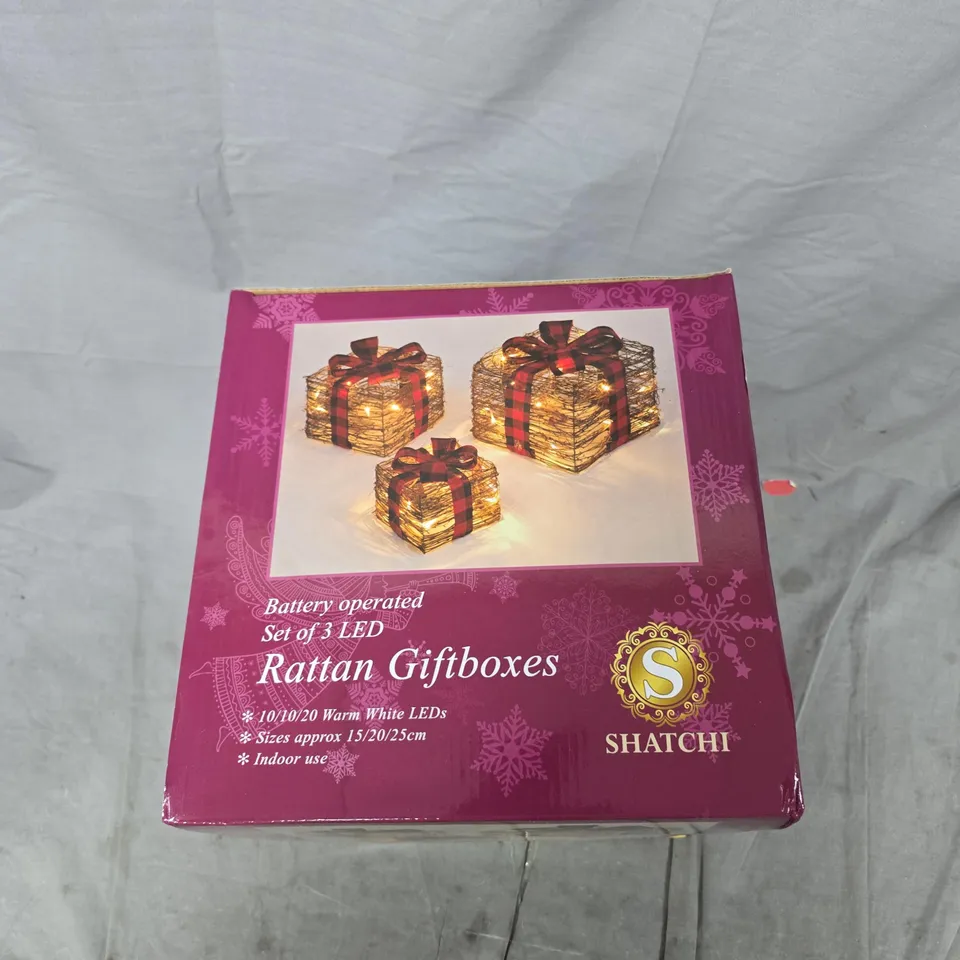 Battery operated
Set of 3 LED
Rattan Giftboxes
* 10/10/20 Warm White LEDs
* Sizes approx 15/20/25cm
* Indoor use
S
SHATCHI